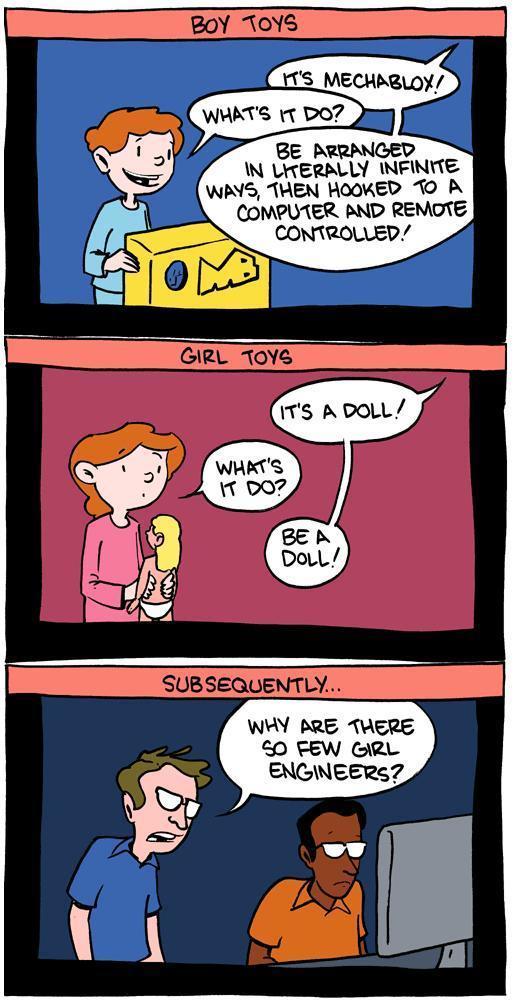 BOY TOYS
IT'S MECHABLOX!
WHAT'S IT DO?
BE ARRANGED
IN LITERALLY INFINITE
WAYS, THEN HOOKED TO A
COMPUTER AND REMOTE
CONTROLLED!
MB
GIRL TOYS
IT'S A DOLL!
WHAT'S
IT DO?
BE A
DOLL!
SUBSEQUENTLY...
WHY ARE THERE
SO FEW GIRL
ENGINEERS?